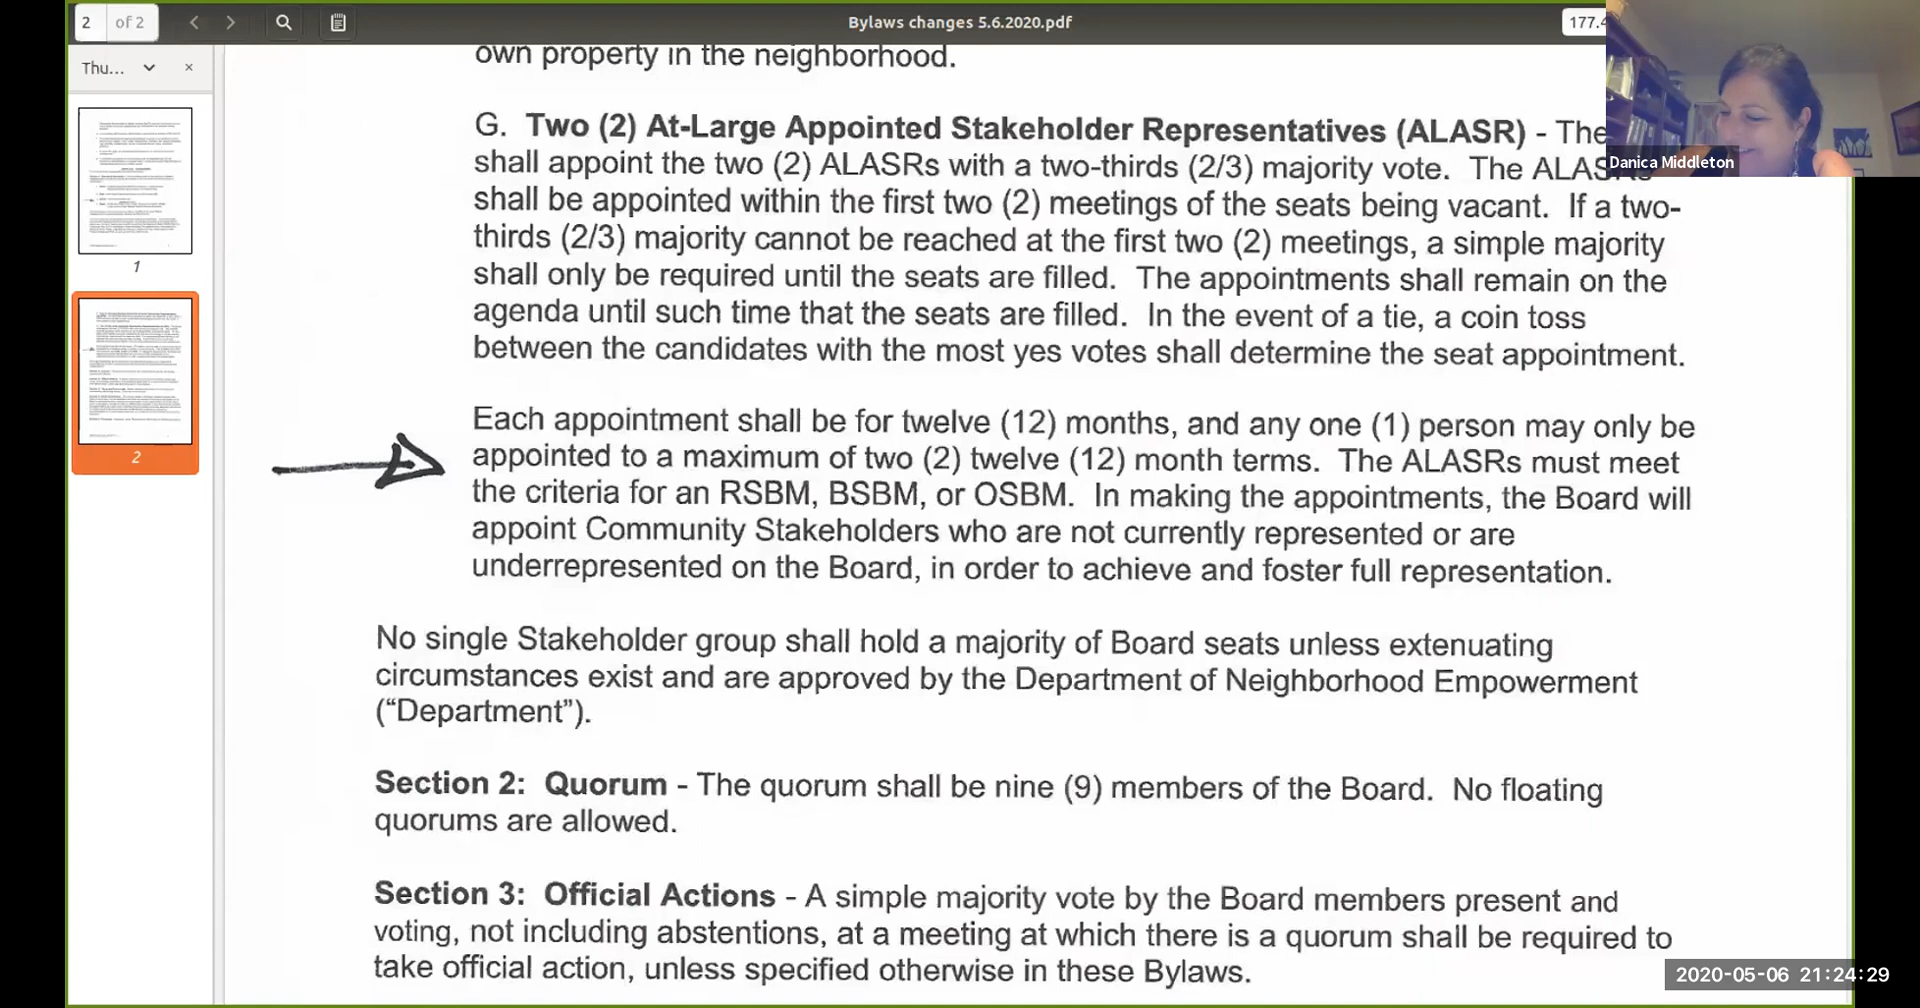 2 of 2
Bylaws changes 5.6.2020.pdf
177.4
Thu...
own property in the neighborhood.
G. Two (2) At-Large Appointed Stakeholder Representatives (ALASR) - The
shall appoint the two (2) ALASRs with a two-thirds (2/3) majority vote. The ALASRs
shall be appointed within the first two (2) meetings of the seats being vacant. If a two-
thirds (2/3) majority cannot be reached at the first two (2) meetings, a simple majority
shall only be required until the seats are filled. The appointments shall remain on the
agenda until such time that the seats are filled. In the event of a tie, a coin toss
between the candidates with the most yes votes shall determine the seat appointment.
Each appointment shall be for twelve (12) months, and any one (1) person may only be
appointed to a maximum of two (2) twelve (12) month terms. The ALASRs must meet
the criteria for an RSBM, BSBM, or OSBM. In making the appointments, the Board will
appoint Community Stakeholders who are not currently represented or are
underrepresented on the Board, in order to achieve and foster full representation.
No single Stakeholder group shall hold a majority of Board seats unless extenuating
circumstances exist and are approved by the Department of Neighborhood Empowerment
(“Department”).
Section 2: Quorum - The quorum shall be nine (9) members of the Board. No floating
quorums are allowed.
Section 3: Official Actions - A simple majority vote by the Board members present and
voting, not including abstentions, at a meeting at which there is a quorum shall be required to
take official action, unless specified otherwise in these Bylaws.
1
2
Danica Middleton
2020-05-06 21:24:29